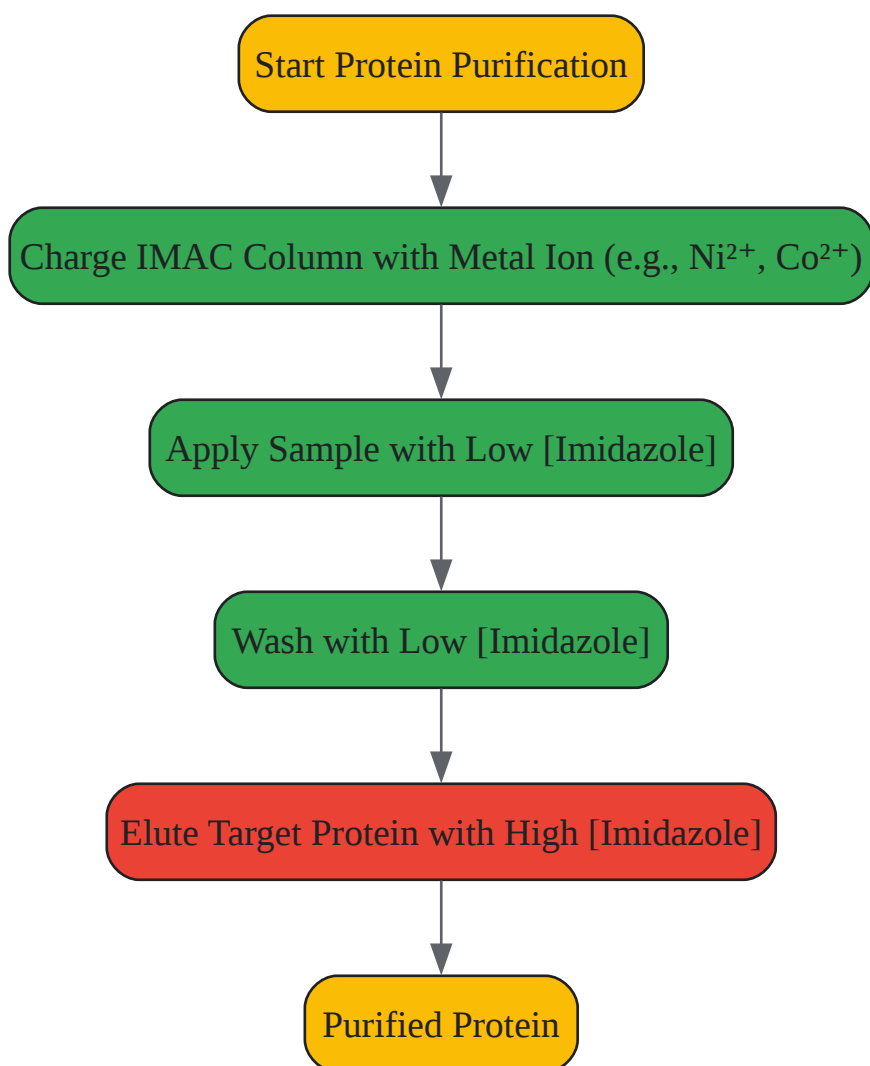 Start Protein Purification
Charge IMAC Column with Metal Ion (e.g., Ni²⁺, Co²⁺)
Apply Sample with Low [Imidazole]
Wash with Low [Imidazole]
Elute Target Protein with High [Imidazole]
Purified Protein